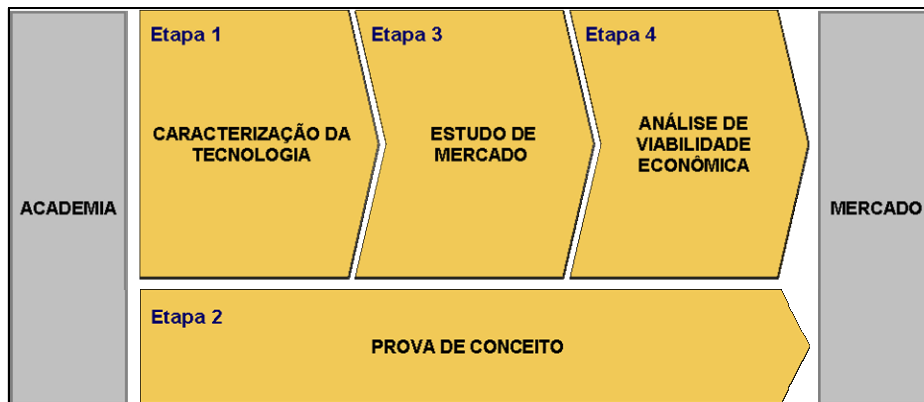 ACADEMIA
Etapa 1
CARACTERIZAÇÃO DA
TECNOLOGIA
Etapa 3
ESTUDO DE
MERCADO
Etapa 4
ANÁLISE DE
VIABILIDADE
ECONÔMICA
Etapa 2
PROVA DE CONCEITO
MERCADO